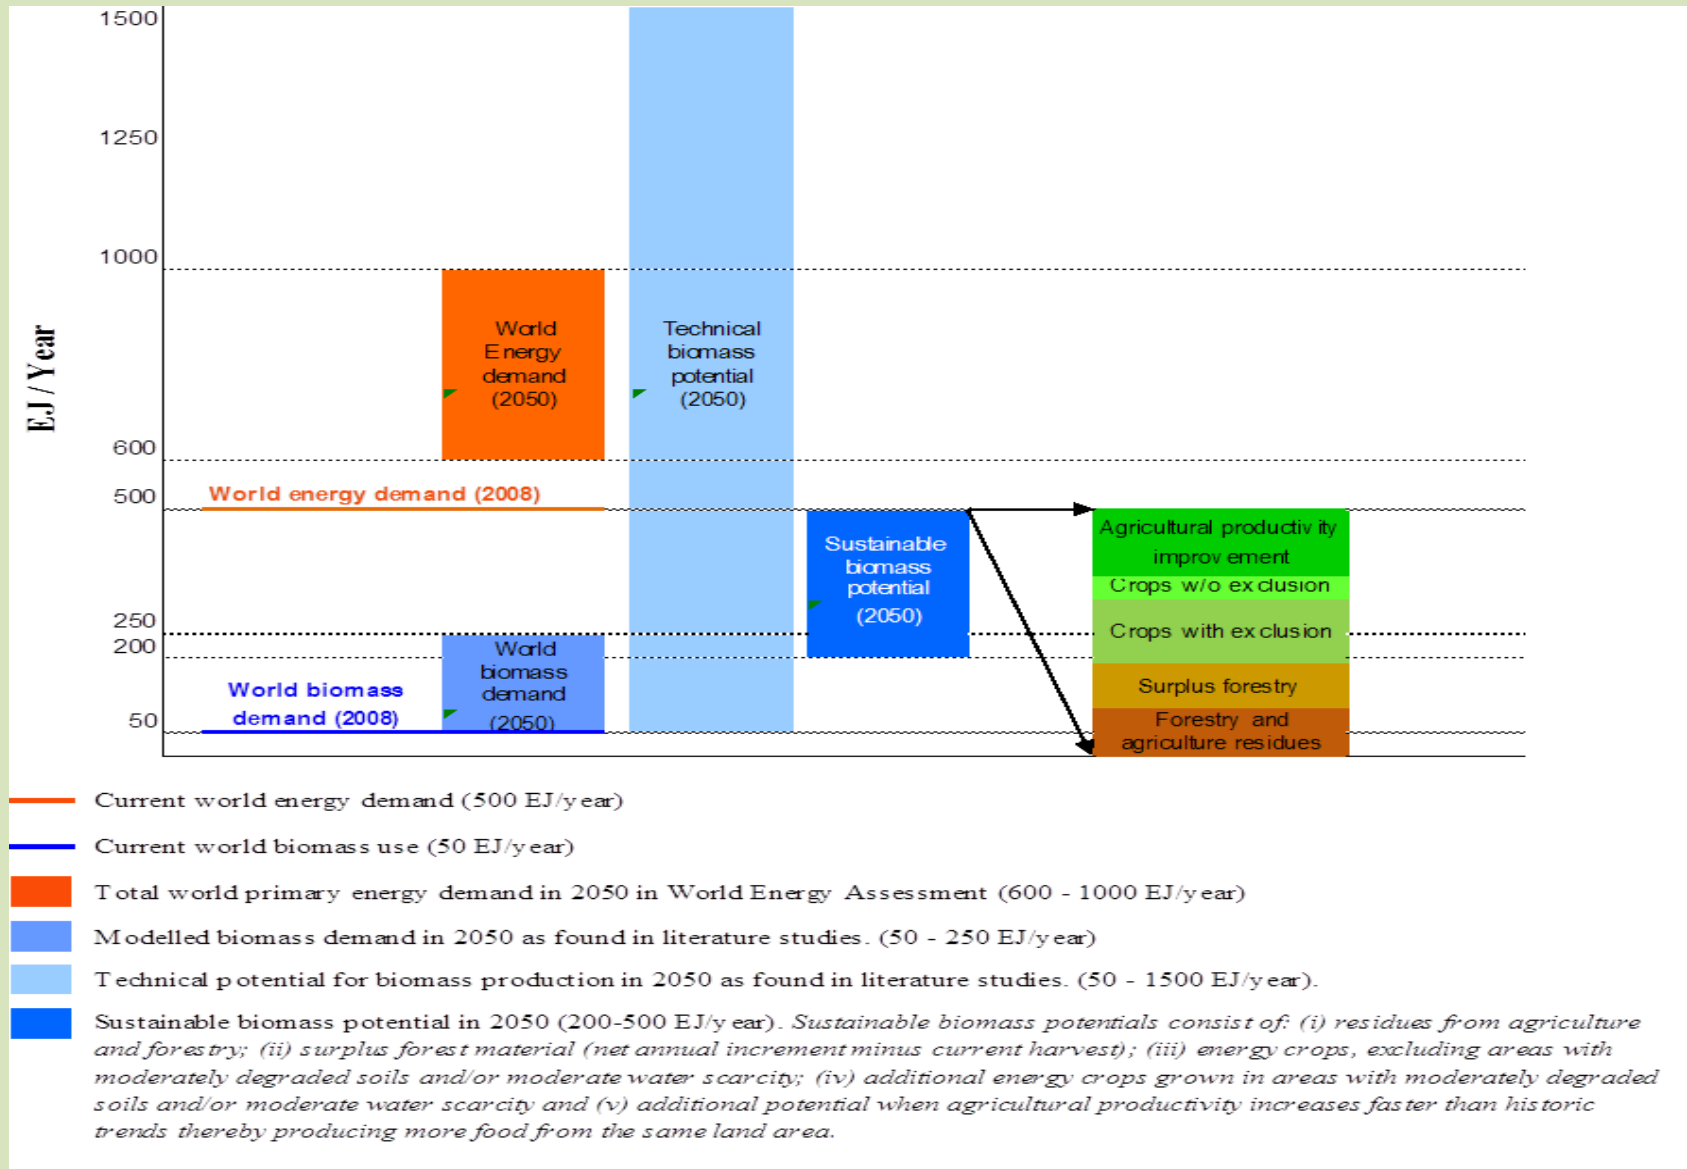 1500
1250
1000
600
500
250
200
50
EJ / Year
World
Energy
demand
(2050)
Technical
biomass
potential
(2050)
World energy demand (2008)
Sustainable
biomass
potential
(2050)
World
biomass
demand
(2050)
World biomass
demand (2008)
Agricultural productivity
improvement
Crops w/o exclusion
Crops with exclusion
Surplus forestry
Forestry and
agriculture residues
Current world energy demand (500 EJ/year)
Current world biomass use (50 EJ/year)
Total world primary energy demand in 2050 in World Energy Assessment (600 - 1000 EJ/year)
Modelled biomass demand in 2050 as found in literature studies. (50 - 250 EJ/year)
Technical potential for biomass production in 2050 as found in literature studies. (50 - 1500 EJ/year).
Sustainable biomass potential in 2050 (200-500 EJ/year). Sustainable biomass potentials consist of: (i) residues from agriculture
and forestry; (ii) surplus forest material (net annual increment minus current harvest); (iii) energy crops, excluding areas with
moderately degraded soils and/or moderate water scarcity; (iv) additional energy crops grown in areas with moderately degraded
soils and/or moderate water scarcity and (v) additional potential when agricultural productivity increases faster than historic
trends thereby producing more food from the same land area.